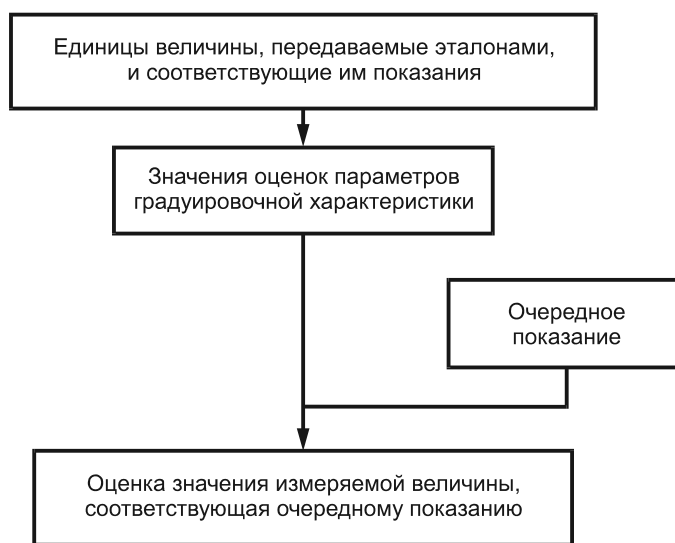 Единицы величины, передаваемые эталонами,
и соответствующие им показания
Значения оценок параметров
градуировочной характеристики
Очередное
показание
Оценка значения измеряемой величины,
соответствующая очередному показанию